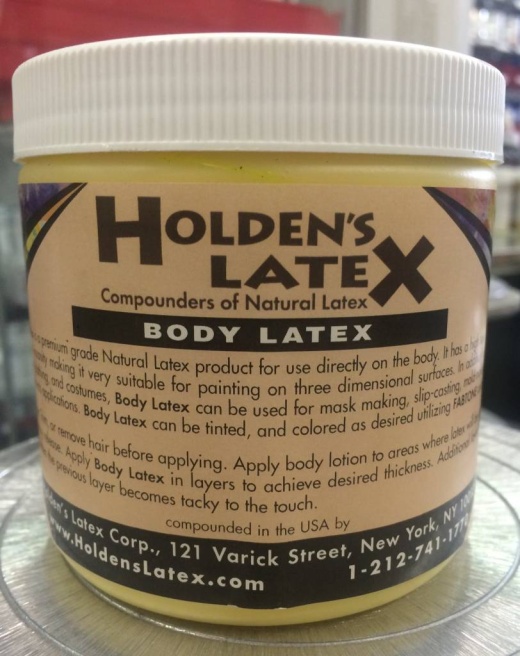 HOLDEN'S
LATEX
Compounders of Natural Latex
BODY LATEX
premium grade Natural Latex product for use directly on the body. It has a
making it very suitable for painting on three dimensional surfaces. In
and costumes, Body Latex can be used for mask making, slip-casting,
applications. Body Latex can be tinted, and colored as desired utilizing
or remove hair before applying. Apply body lotion to areas where latex
Apply Body Latex in layers to achieve desired thickness. Additional
previous layer becomes tacky to the touch.
compounded in the USA by
Latex Corp., 121 Varick Street, New York, NY
www.HoldensLatex.com 1-212-741-17